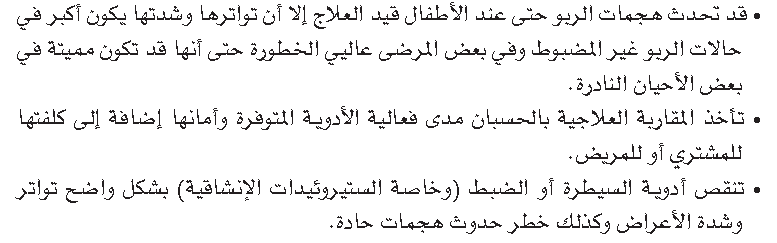 • قد تحدث هجمات الربو حتى عند الأطفال قيد العلاج إلا أن تواترها وشدتها يكون أكبر في
حالات الربو غير المضبوط وفي بعض المرضى عاليي الخطورة حتى أنها قد تكون مميتة في
بعض الأحيان النادرة.
• تأخذ المقاربة العلاجية بالحسبان مدى فعالية الأدوية المتوفرة وأمانها إضافة إلى كلفتها
للمشتري أو للمريض.
• تنقص أدوية السيطرة أو الضبط (وخاصة الستيروئيدات الإنشاقية) بشكل واضح تواتر
وشدة الأعراض وكذلك خطر حدوث هجمات حادة.